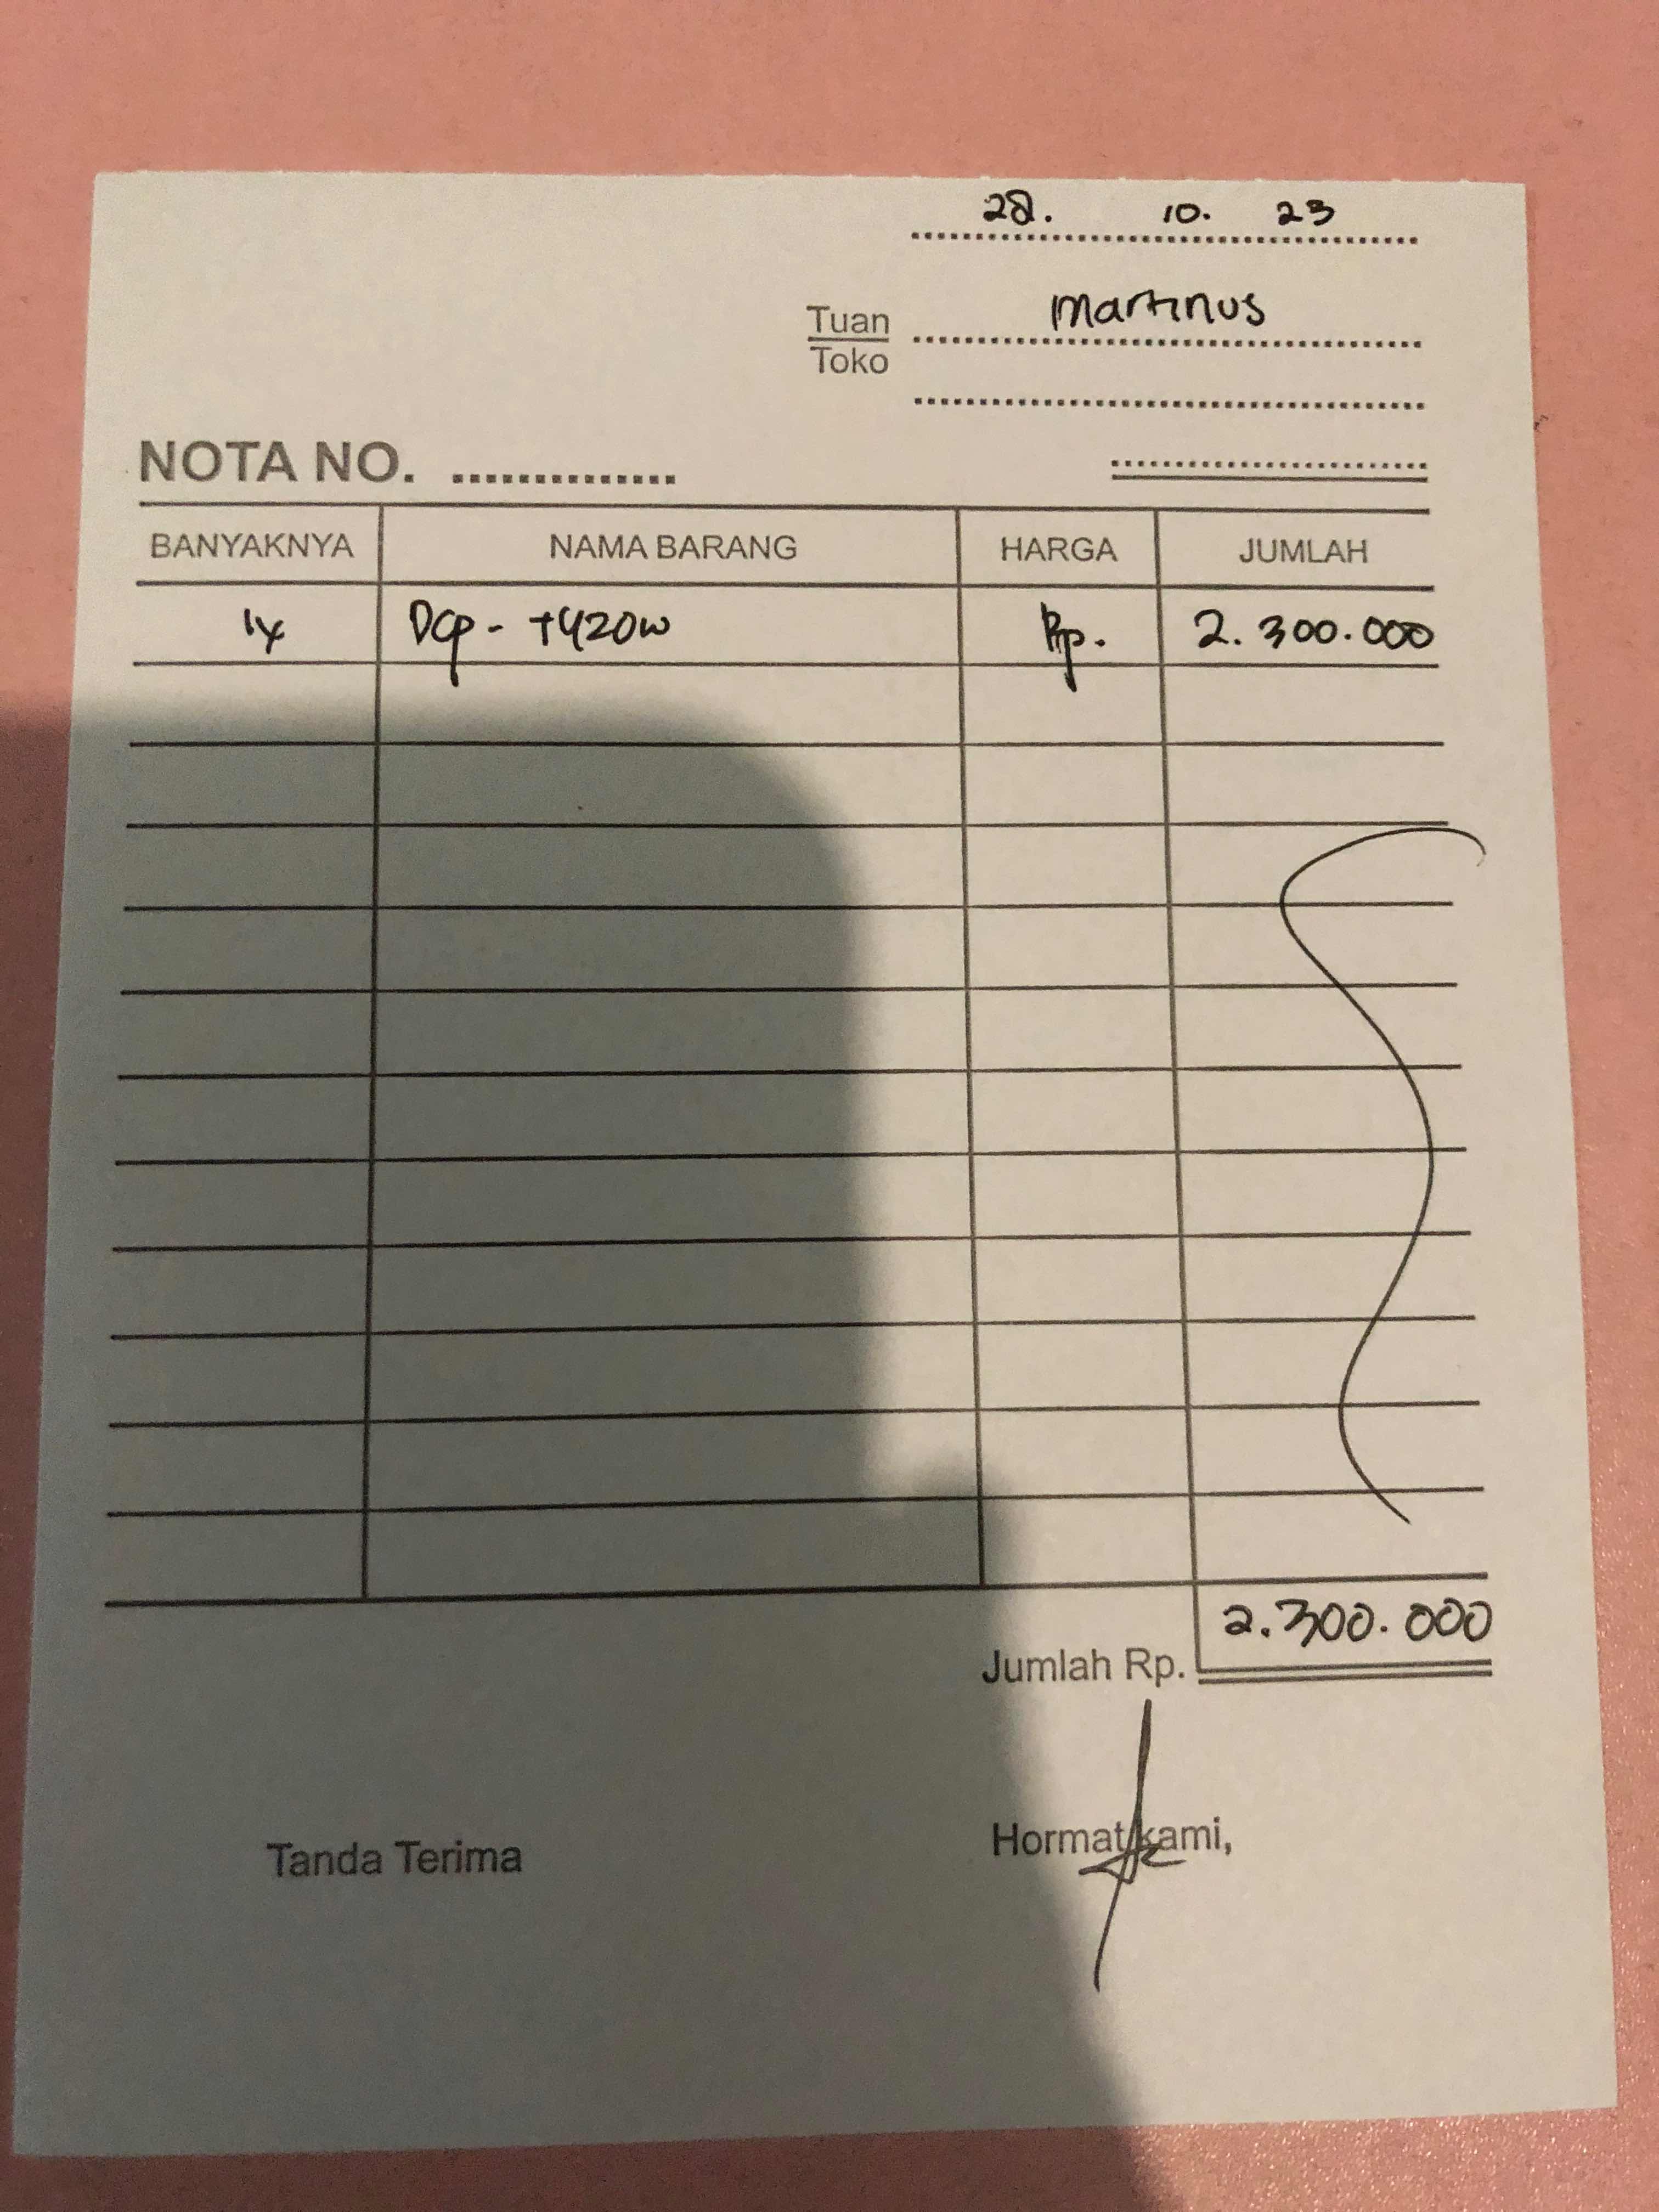 28. 10. 23
Tuan martinus
Toko
NOTA NO. ..............
BANYAKNYA NAMA BARANG HARGA JUMLAH
1x DCP - T420W Rp. 2.300.000
Jumlah Rp. 2.300.000
Tanda Terima Hormat kami,